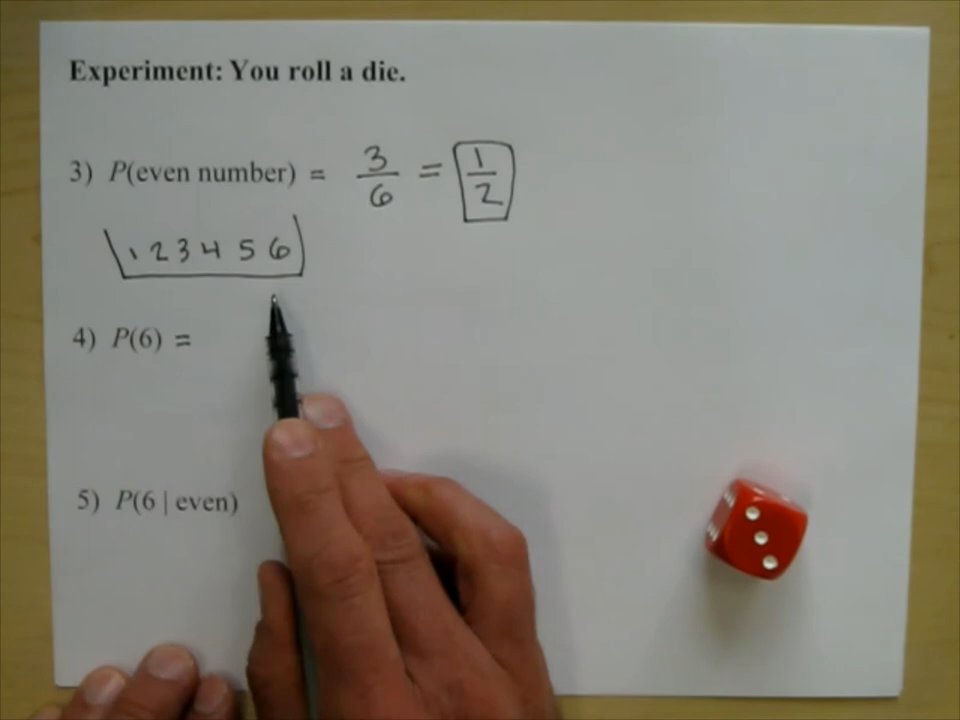 Experiment: You roll a die.
3) P(even number) = 3/6 = 1/2
1 2 3 4 5 6
4) P(6) =
5) P(6 | even)